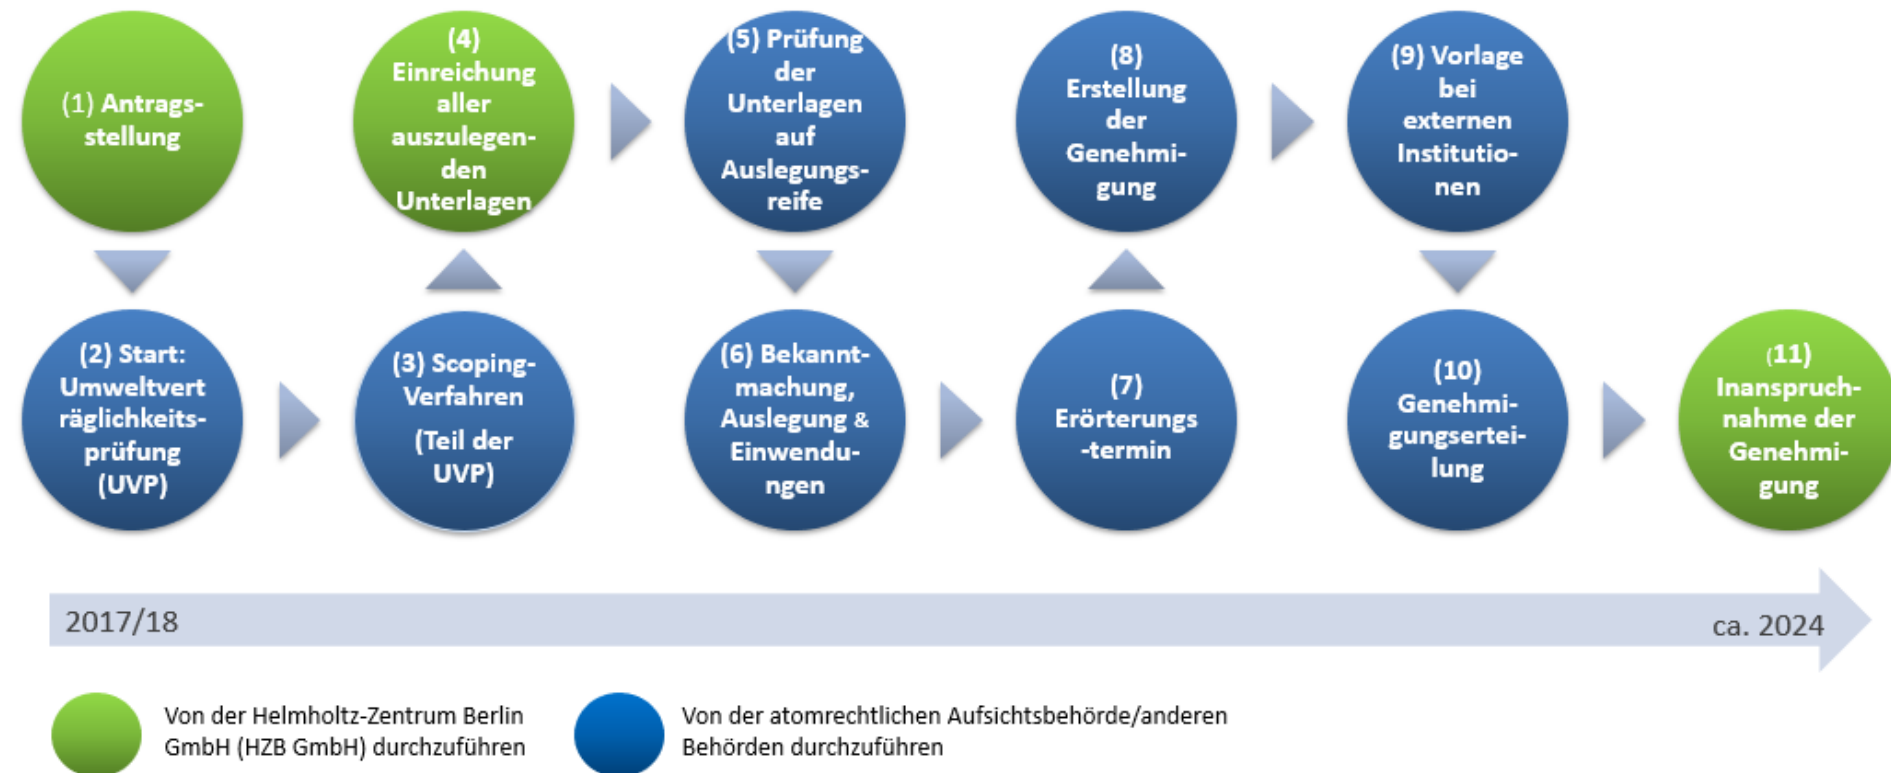 (1) Antrags-
stellung
(2) Start:
Umweltvert
räglichkeits-
prüfung
(UVP)
(3) Scoping-
Verfahren
(Teil der
UVP)
(4)
Einreichung
aller
auszulegen-
den
Unterlagen
(5) Prüfung
der
Unterlagen
auf
Auslegungs-
reife
(6) Bekannt-
machung,
Auslegung &
Einwendu-
ngen
(7)
Erörterungs
-termin
(8)
Erstellung
der
Genehmi-
gung
(9) Vorlage
bei
externen
Institutio-
nen
(10)
Genehmi-
gungsertei-
lung
(11)
Inanspruch-
nahme der
Genehmi-
gung
2017/18
ca. 2024
Von der Helmholtz-Zentrum Berlin
GmbH (HZB GmbH) durchzuführen
Von der atomrechtlichen Aufsichtsbehörde/anderen
Behörden durchzuführen